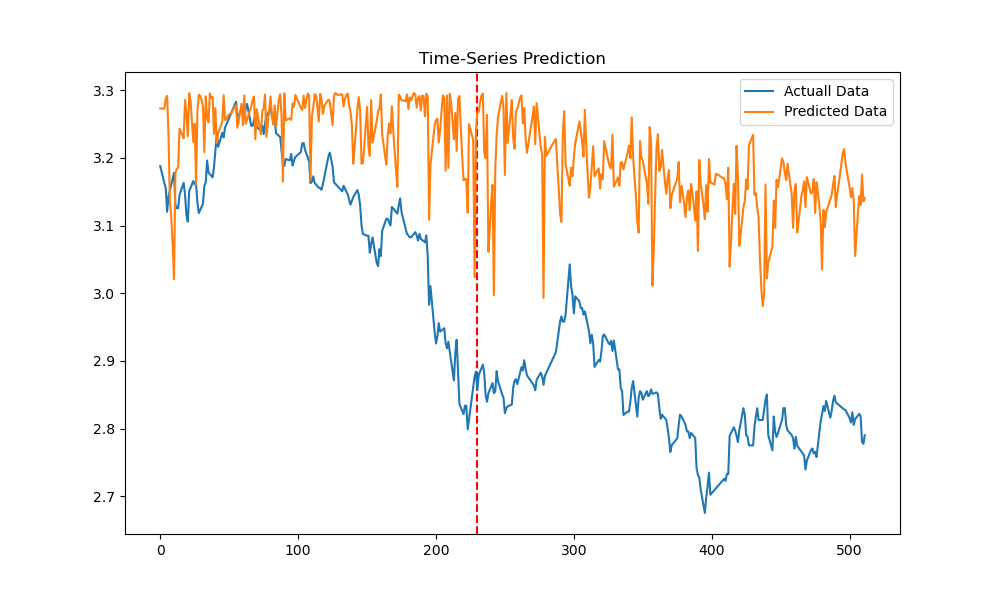 Time-Series Prediction
Actuall Data
Predicted Data
3.3
3.2
3.1
3.0
2.9
2.8
2.7
0 100 200 300 400 500